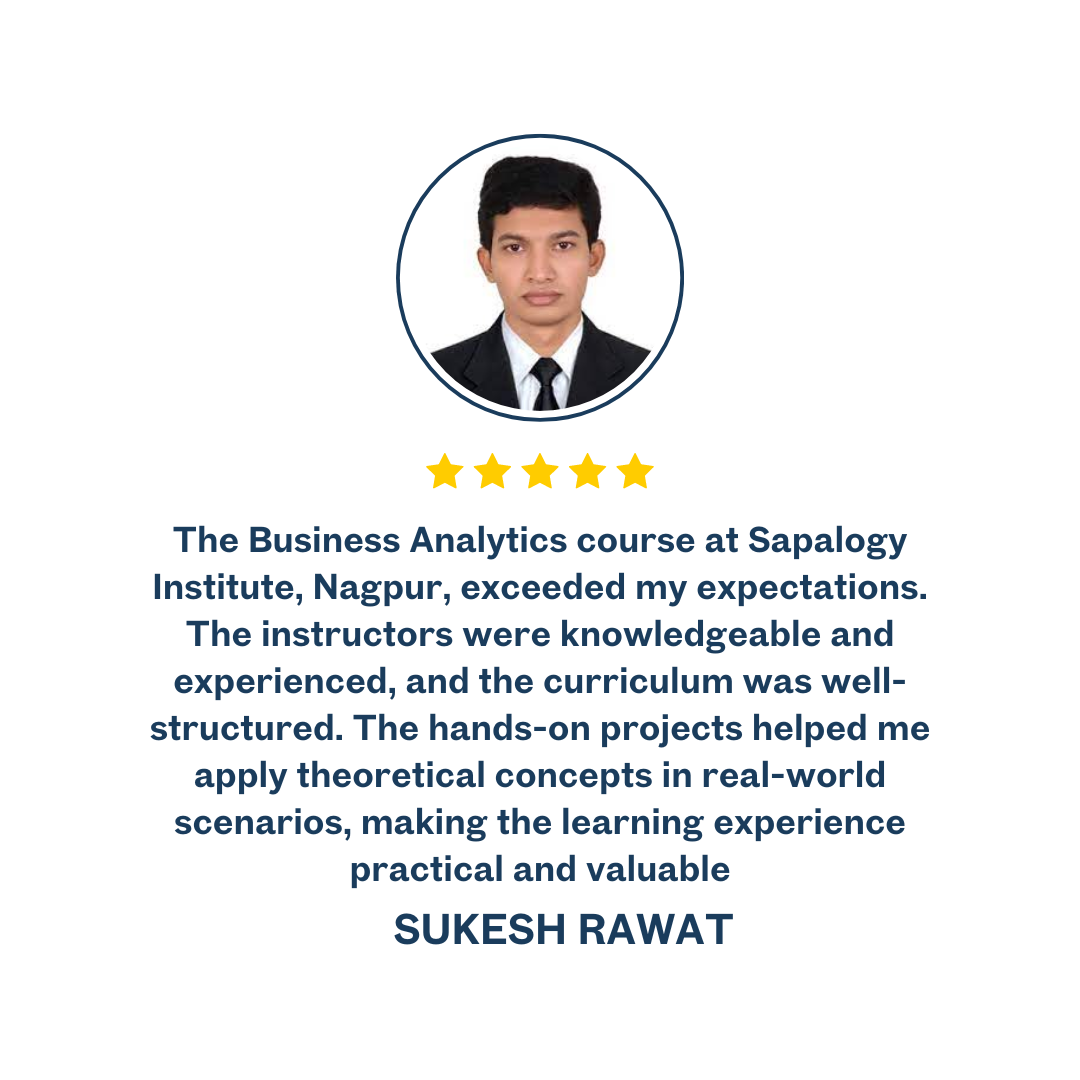 The Business Analytics course at Sapalogy
Institute, Nagpur, exceeded my expectations.
The instructors were knowledgeable and
experienced, and the curriculum was well-
structured. The hands-on projects helped me
apply theoretical concepts in real-world
scenarios, making the learning experience
practical and valuable
SUKESH RAWAT